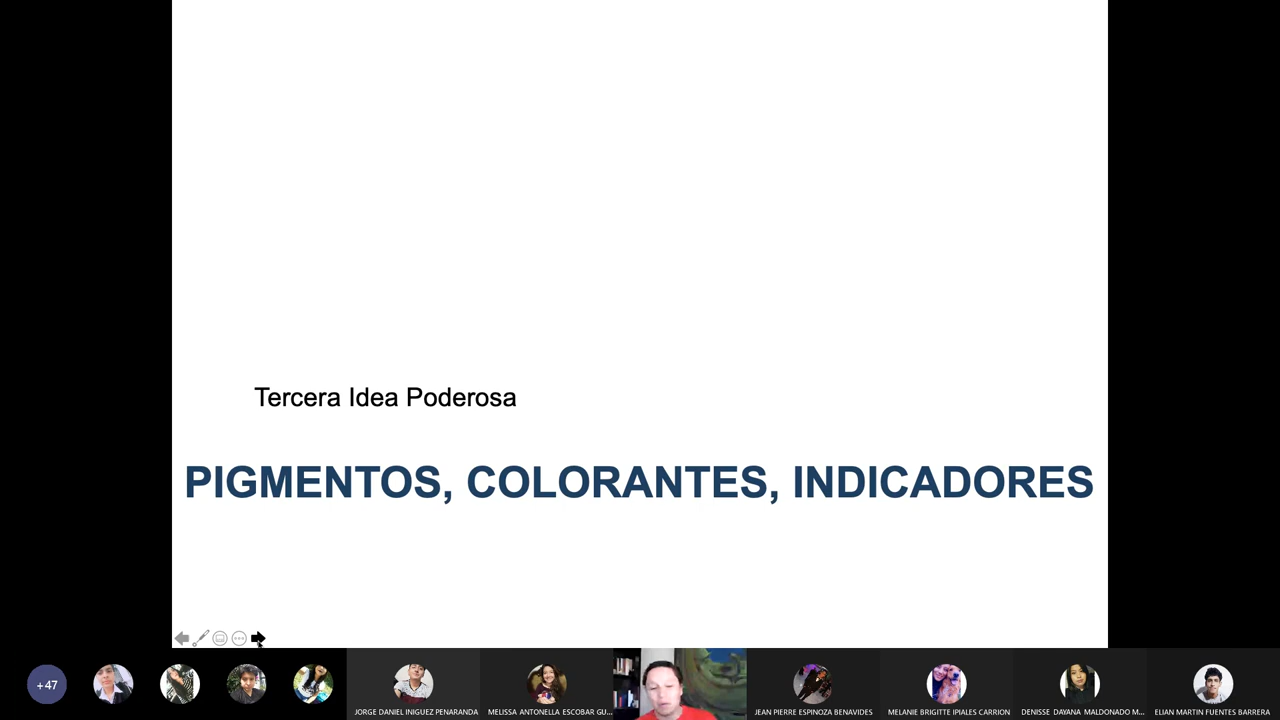 Tercera Idea Poderosa
PIGMENTOS, COLORANTES, INDICADORES
+47
JORGE DANIEL INIGUEZ PENARANDA
MELISSA ANTONELLA ESCOBAR GU...
JEAN PIERRE ESPINOZA BENAVIDES
MELANIE BRIGITTE IPIALES CARRION
DENISSE DAYANA MALDONADO M...
ELIAN MARTIN FUENTES BARRERA